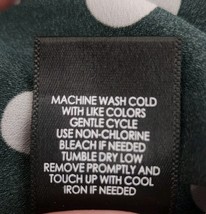 MACHINE WASH COLD
WITH LIKE COLORS
GENTLE CYCLE
USE NON-CHLORINE
BLEACH IF NEEDED
TUMBLE DRY LOW
REMOVE PROMPTLY AND
TOUCH UP WITH COOL
IRON IF NEEDED